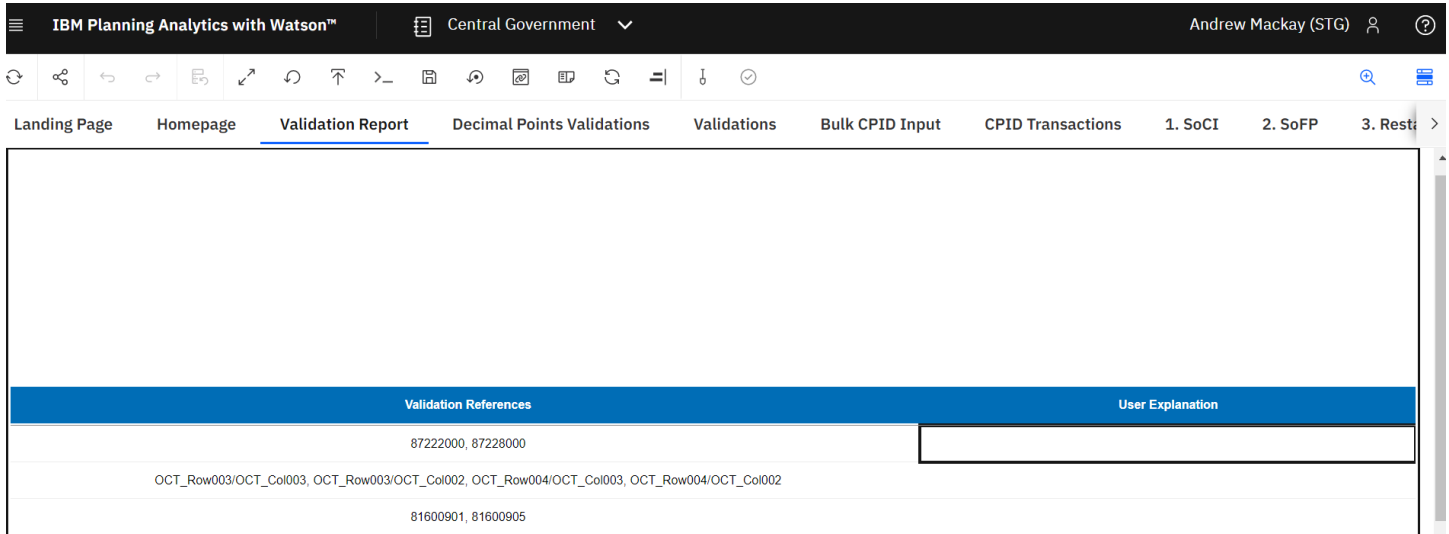 IBM Planning Analytics with Watson™ Central Government Andrew Mackay (STG)
Landing Page Homepage Validation Report Decimal Points Validations Validations Bulk CPID Input CPID Transactions 1. SoCI 2. SoFP 3. Resta
Validation References User Explanation
87222000, 87228000
OCT_Row003/OCT_Col003, OCT_Row003/OCT_Col002, OCT_Row004/OCT_Col003, OCT_Row004/OCT_Col002
81600901, 81600905